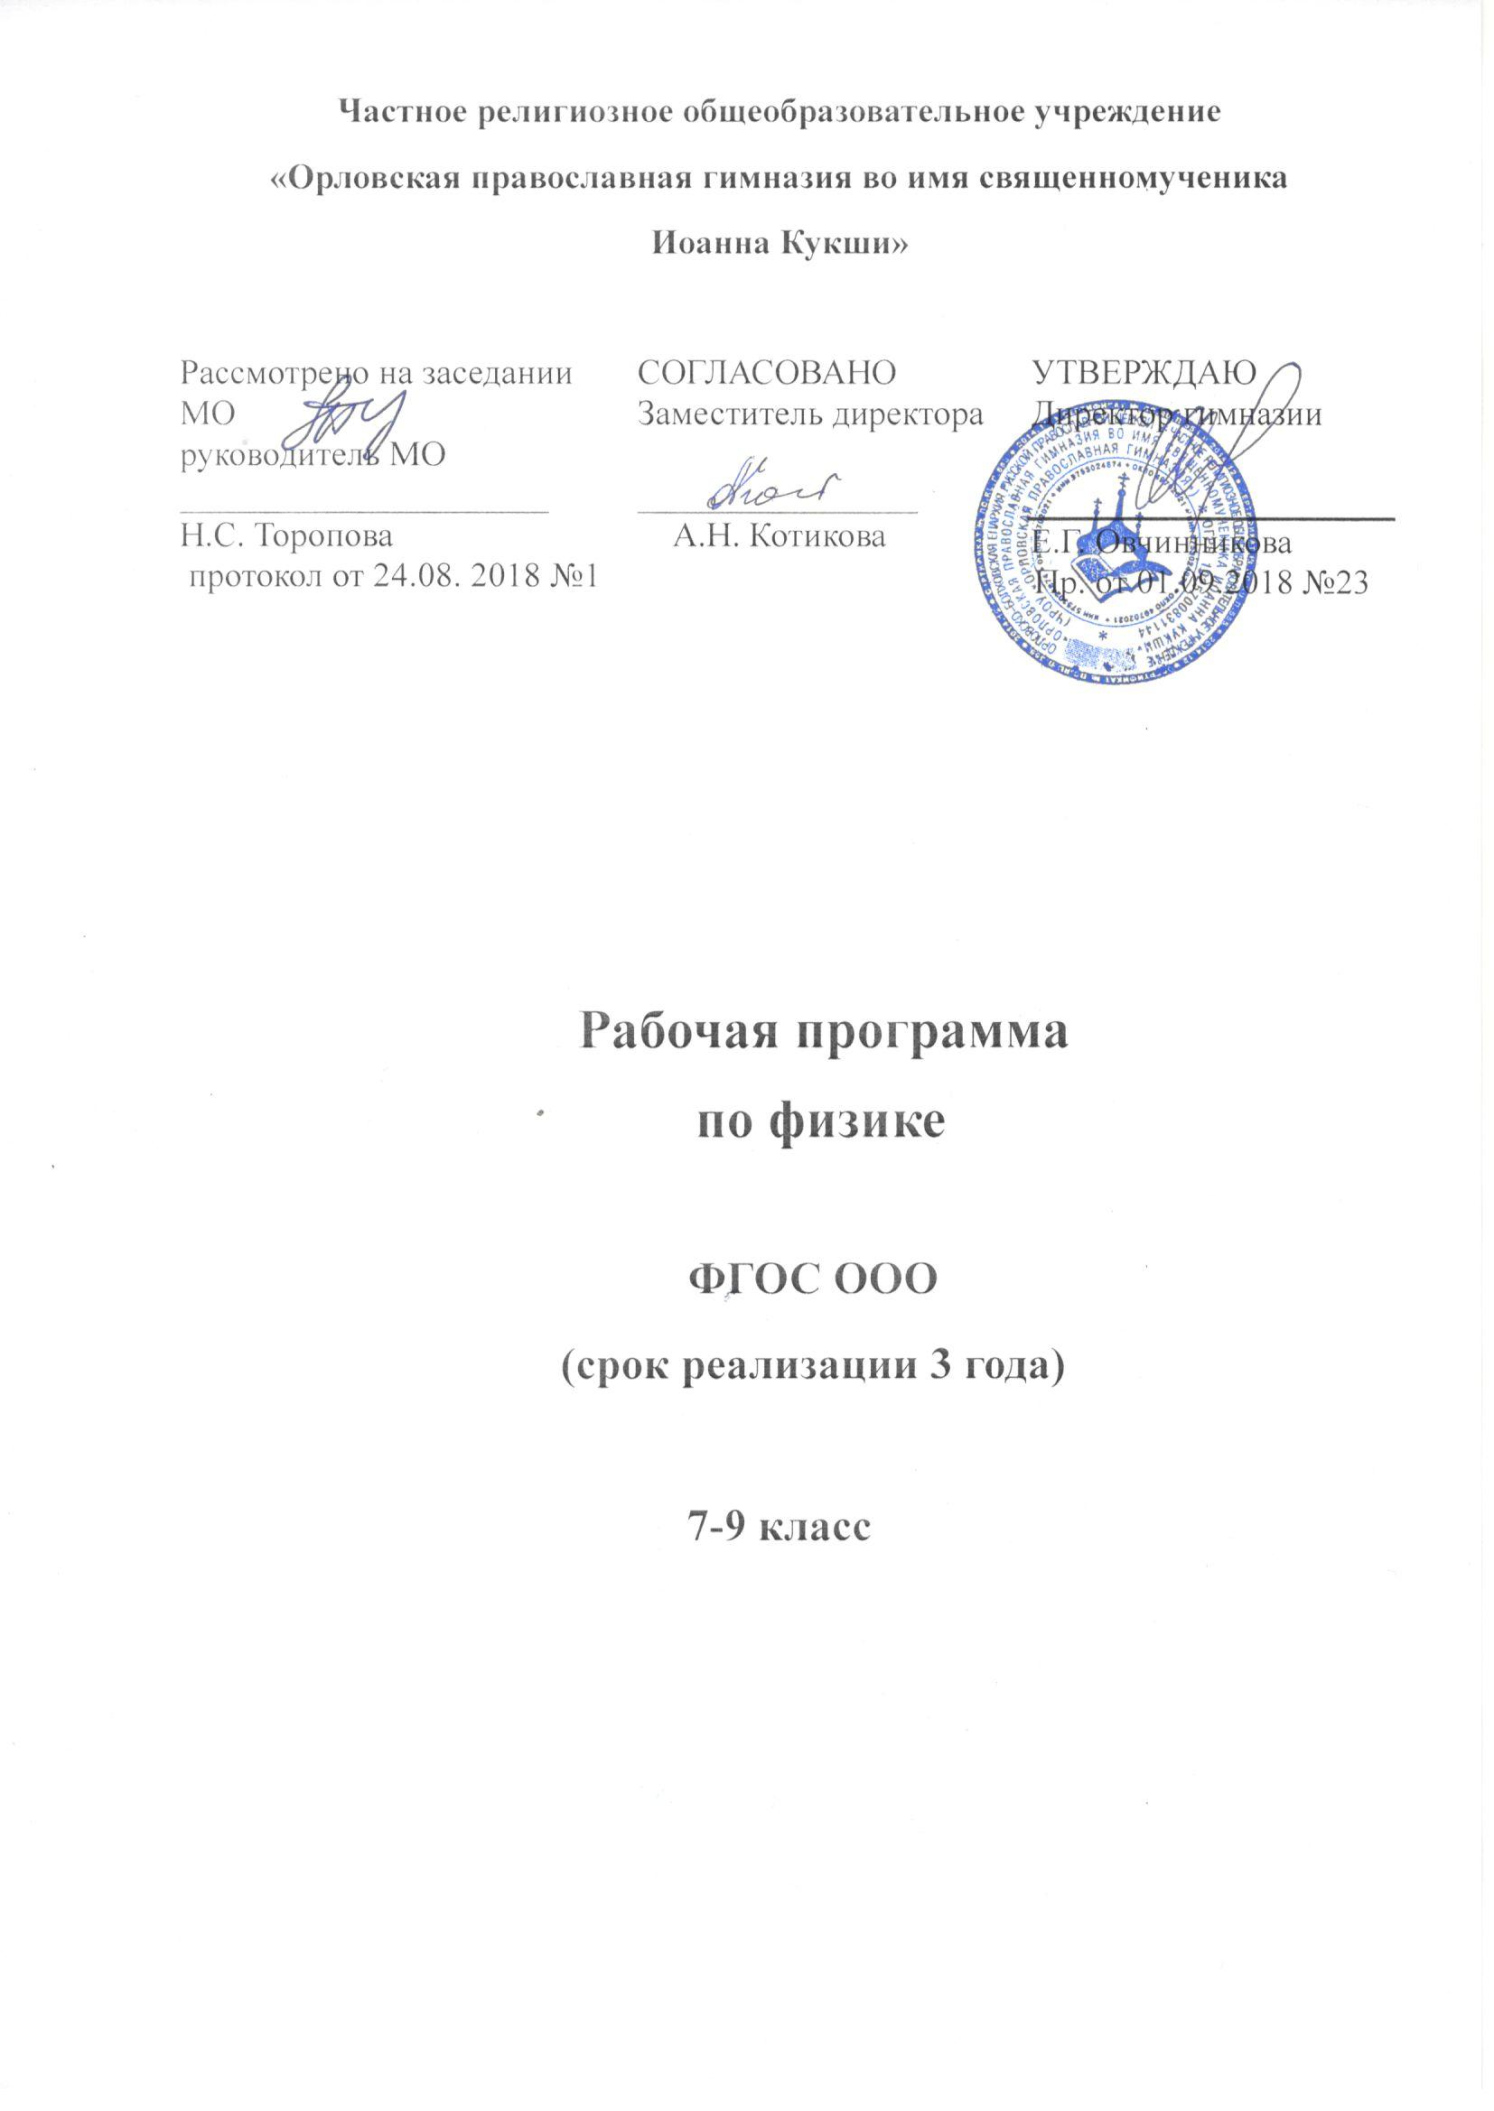 Частное религиозное общеобразовательное учреждение
«Орловская православная гимназия во имя священномученика
Иоанна Кукши»
Рассмотрено на заседании
МО
руководитель МО
Н.С. Торопова
протокол от 24.08. 2018 №1
СОГЛАСОВАНО
Заместитель директора
А.Н. Котикова
УТВЕРЖДАЮ
Директор гимназии
Е.Г. Овчинникова
Пр. от 01.09.2018 №23
Рабочая программа
по физике
ФГОС ООО
(срок реализации 3 года)
7-9 класс